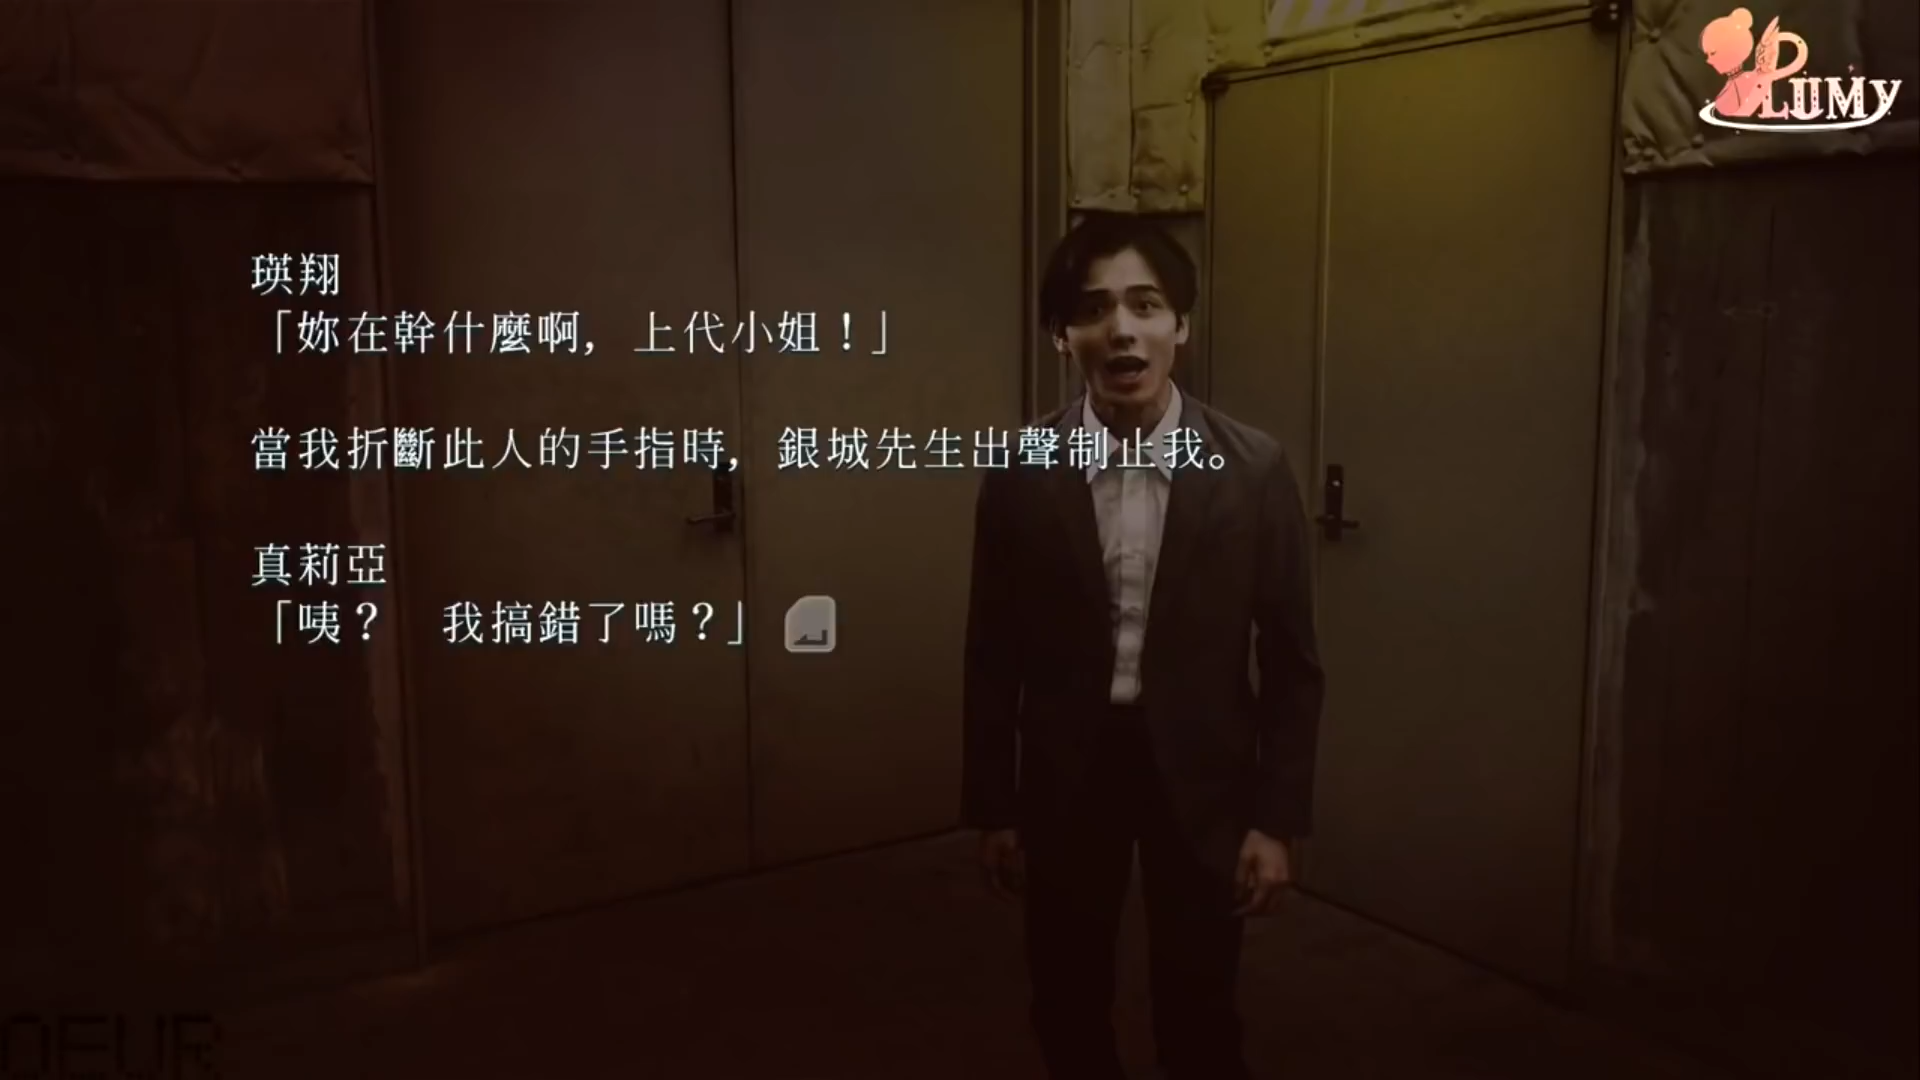 PLUMy
瑛翔
「妳在幹什麼啊，上代小姐！」
當我折斷此人的手指時，銀城先生出聲制止我。
真莉亞
「咦？　我搞錯了嗎？」
OEUR